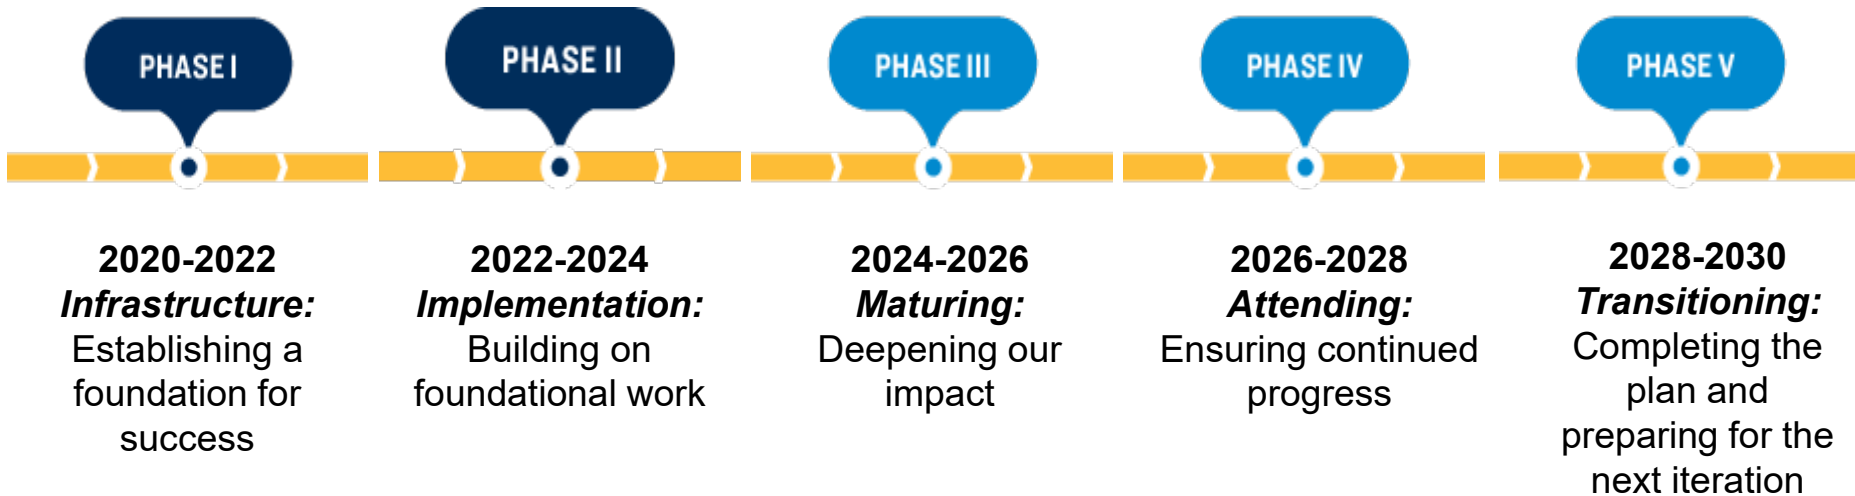 PHASE I
2020-2022
Infrastructure:
Establishing a
foundation for
success
PHASE II
2022-2024
Implementation:
Building on
foundational work
PHASE III
2024-2026
Maturing:
Deepening our
impact
PHASE IV
2026-2028
Attending:
Ensuring continued
progress
PHASE V
2028-2030
Transitioning:
Completing the
plan and
preparing for the
next iteration